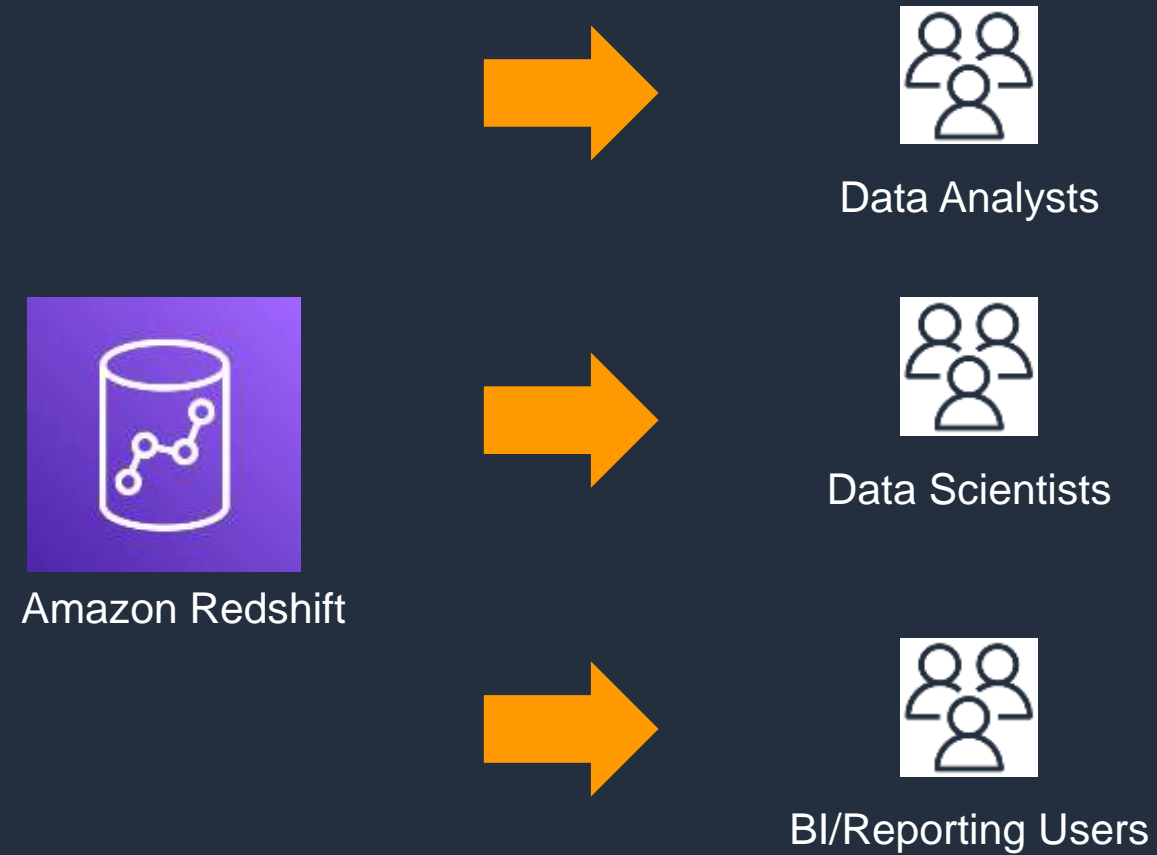 Data Analysts
Amazon Redshift
Data Scientists
BI/Reporting Users